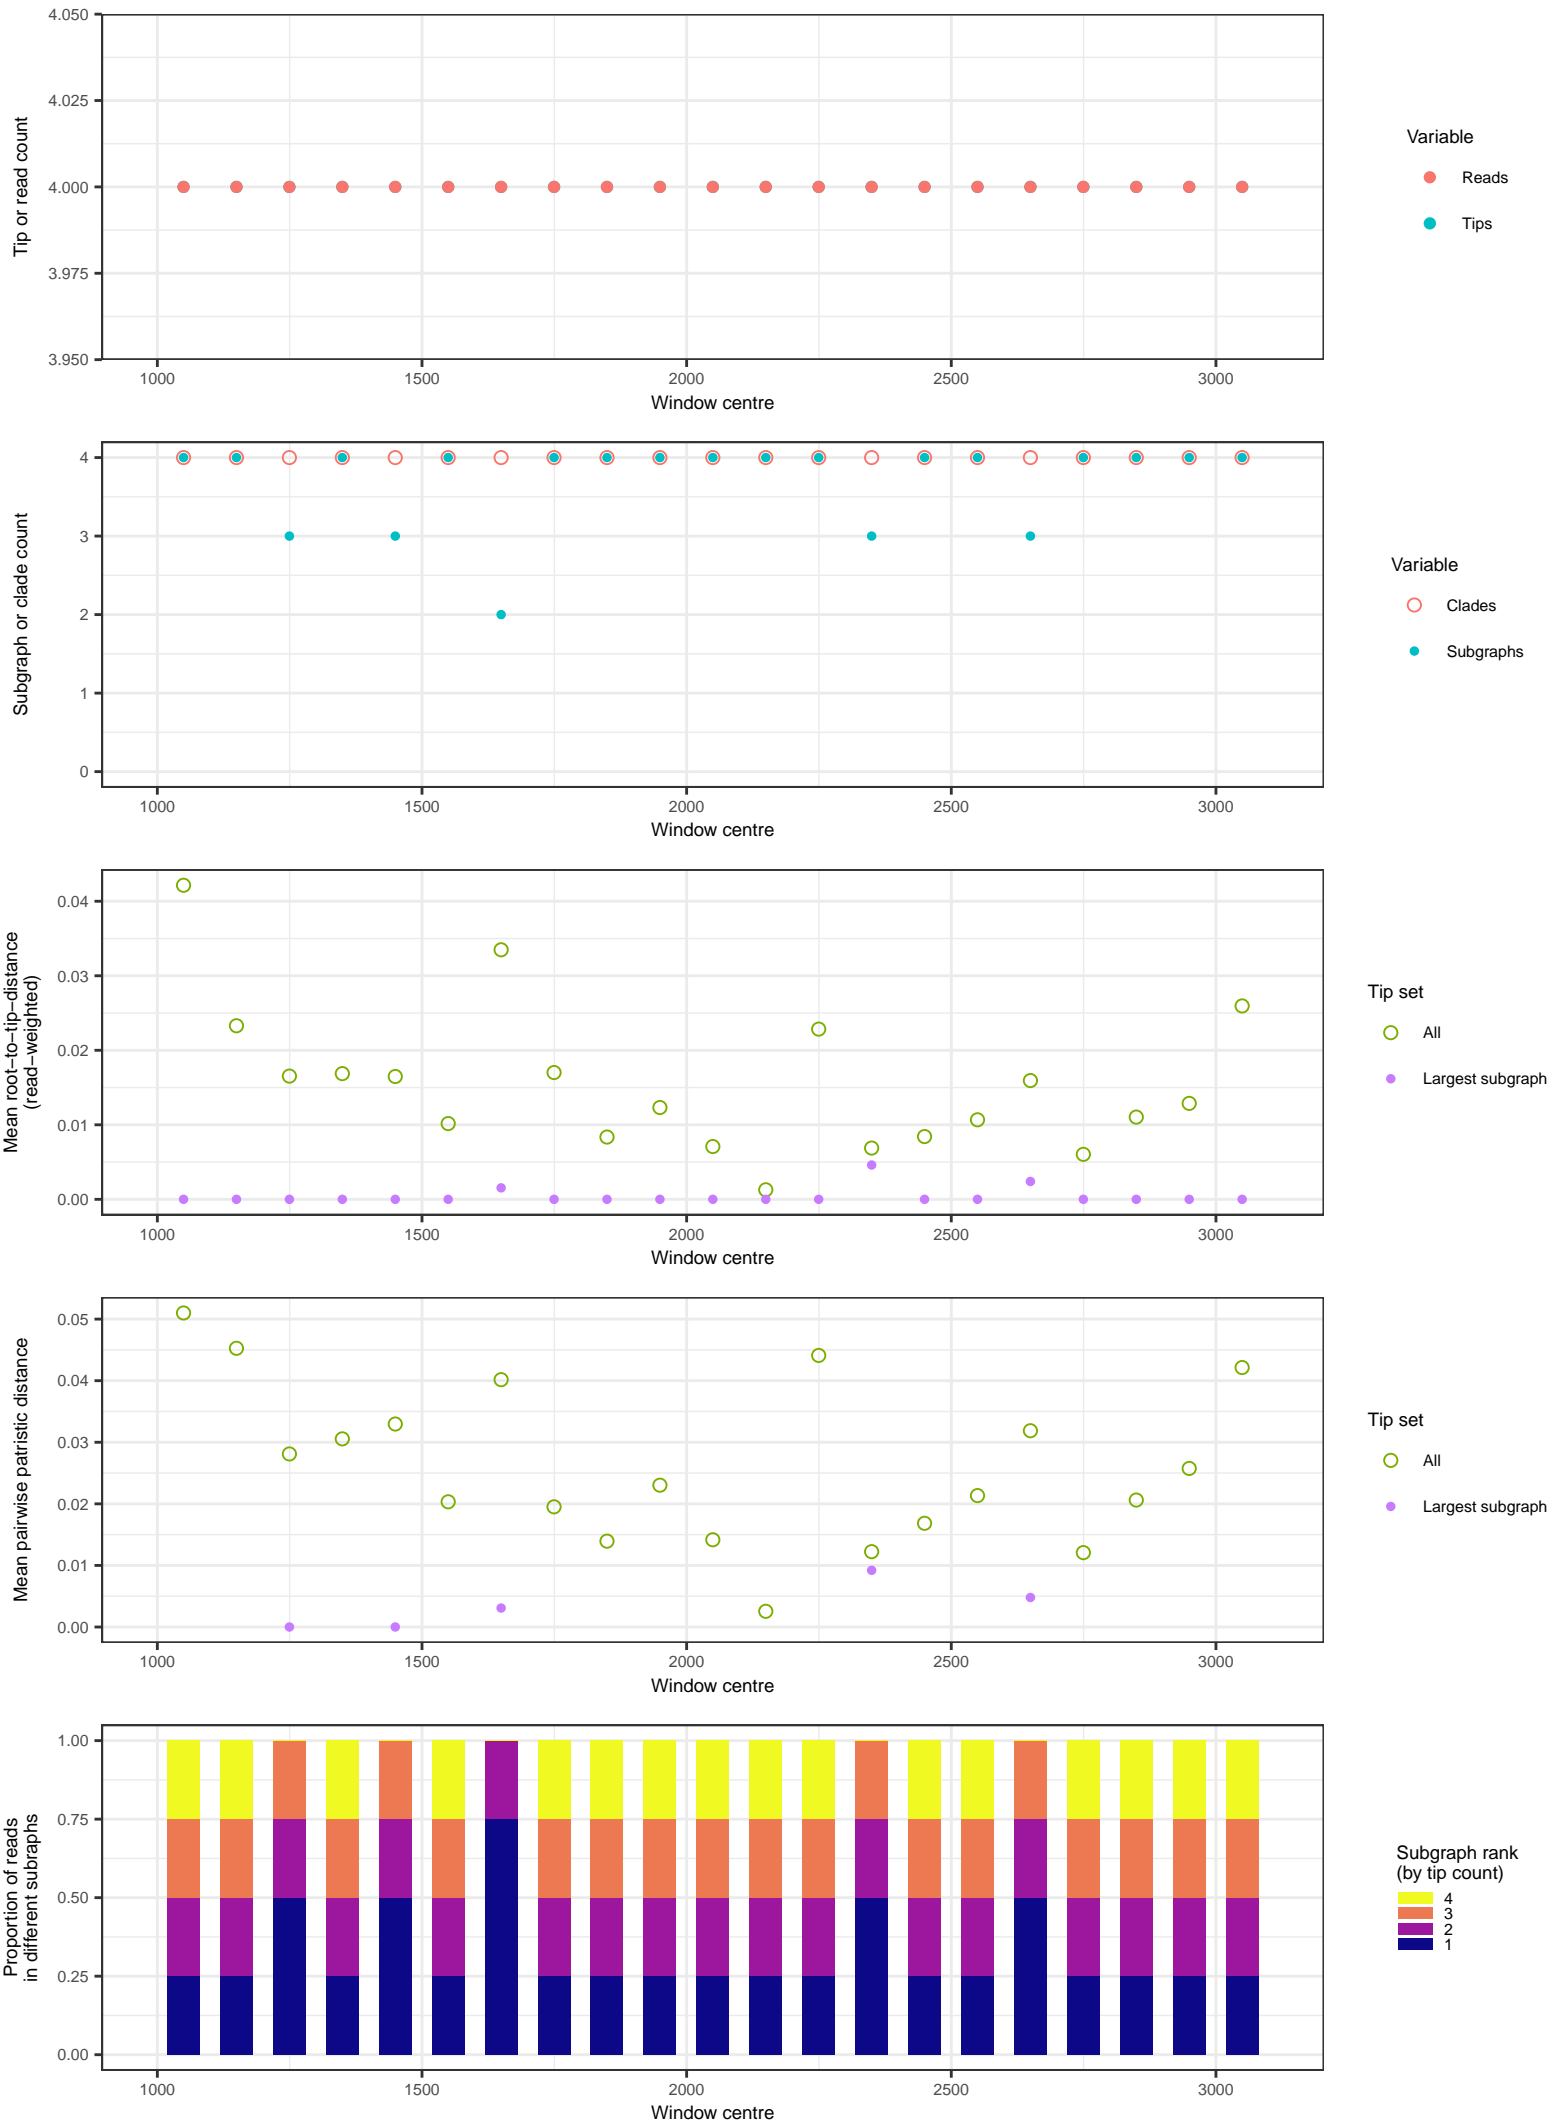 4.050
4.025
4.000
3.975
3.950
Tip or read count
1000 1500 2000 2500 3000
Window centre
Variable
Reads
Tips
4
3
2
1
0
Subgraph or clade count
1000 1500 2000 2500 3000
Window centre
Variable
Clades
Subgraphs
0.04
0.03
0.02
0.01
0.00
Mean root−to−tip−distance
(read−weighted)
1000 1500 2000 2500 3000
Window centre
Tip set
All
Largest subgraph
0.05
0.04
0.03
0.02
0.01
0.00
Mean pairwise patristic distance
1000 1500 2000 2500 3000
Window centre
Tip set
All
Largest subgraph
1.00
0.75
0.50
0.25
0.00
Proportion of reads
in different subraphs
1000 1500 2000 2500 3000
Window centre
Subgraph rank
(by tip count)
4
3
2
1